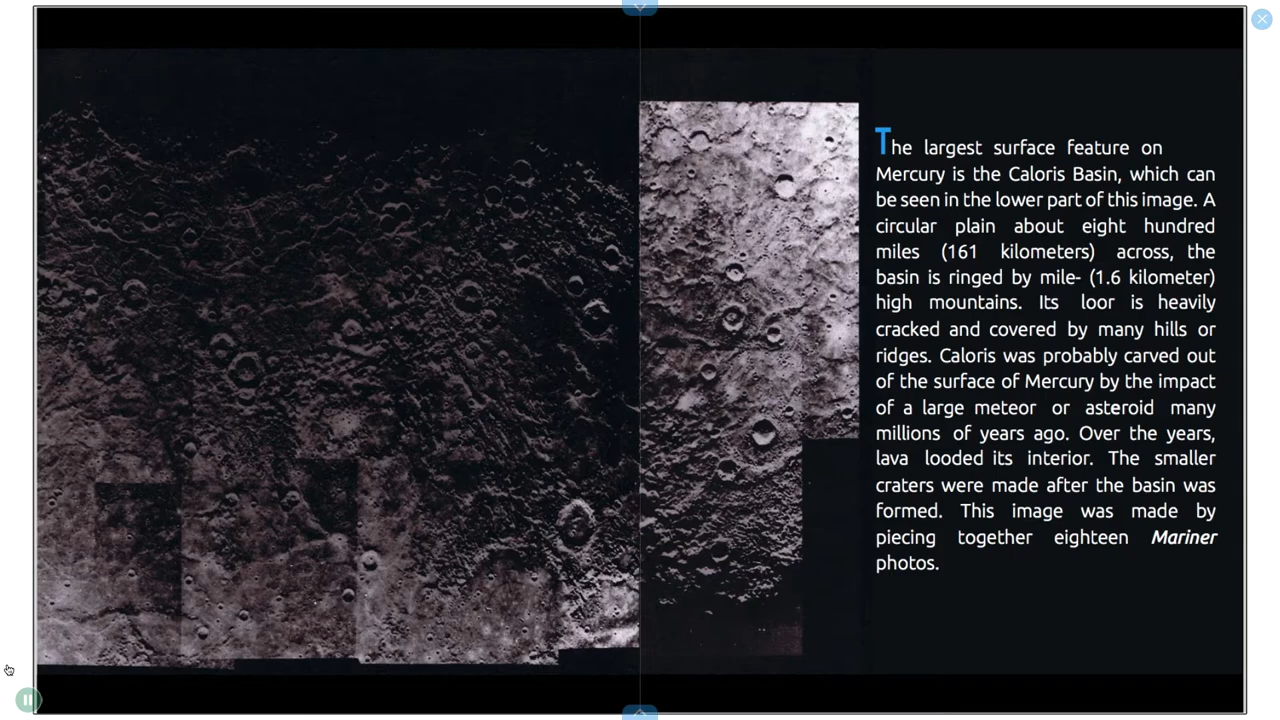 The largest surface feature on
Mercury is the Caloris Basin, which can
be seen in the lower part of this image. A
circular plain about eight hundred
miles (161 kilometers) across, the
basin is ringed by mile- (1.6 kilometer)
high mountains. Its loor is heavily
cracked and covered by many hills or
ridges. Caloris was probably carved out
of the surface of Mercury by the impact
of a large meteor or asteroid many
millions of years ago. Over the years,
lava looded its interior. The smaller
craters were made after the basin was
formed. This image was made by
piecing together eighteen Mariner
photos.